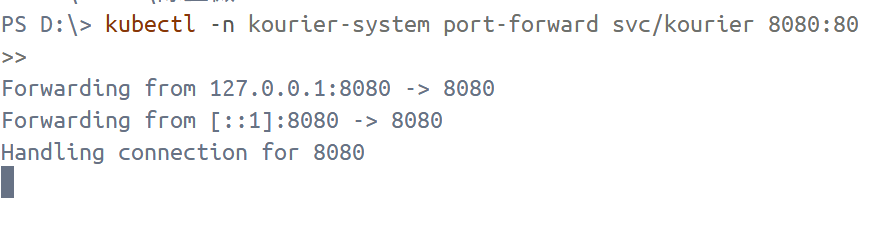 PS D:\> kubectl -n kourier-system port-forward svc/kourier 8080:80
>>
Forwarding from 127.0.0.1:8080 -> 8080
Forwarding from [::1]:8080 -> 8080
Handling connection for 8080